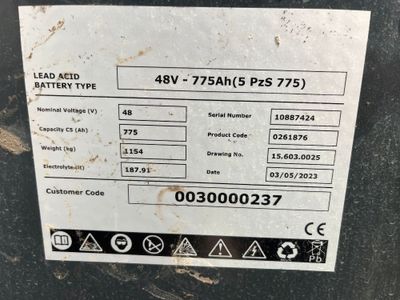 LEAD ACID
BATTERY TYPE
48V - 775Ah(5 PzS 775)
Nominal Voltage (V) 48
Serial Number 10887424
Capacity C5 (Ah) 775
Product Code 0261876
Weight (kg) 1154
Drawing No. 15.603.0025
Electrolyte (lt) 187.91
Date 03/05/2023
Customer Code 0030000237
CE
Pb